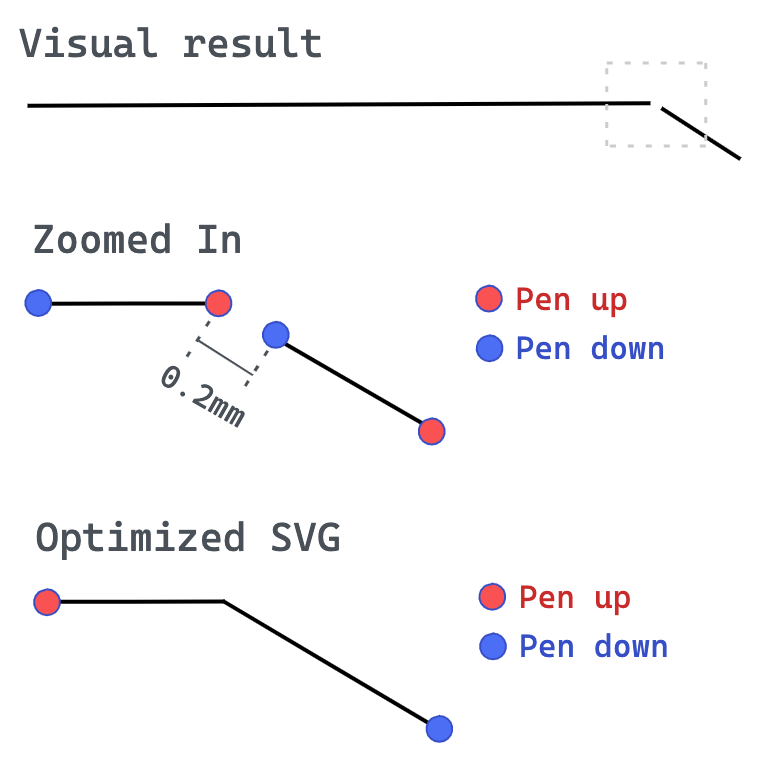 Visual result
Zoomed In
Pen up
Pen down
0.2mm
Optimized SVG
Pen up
Pen down